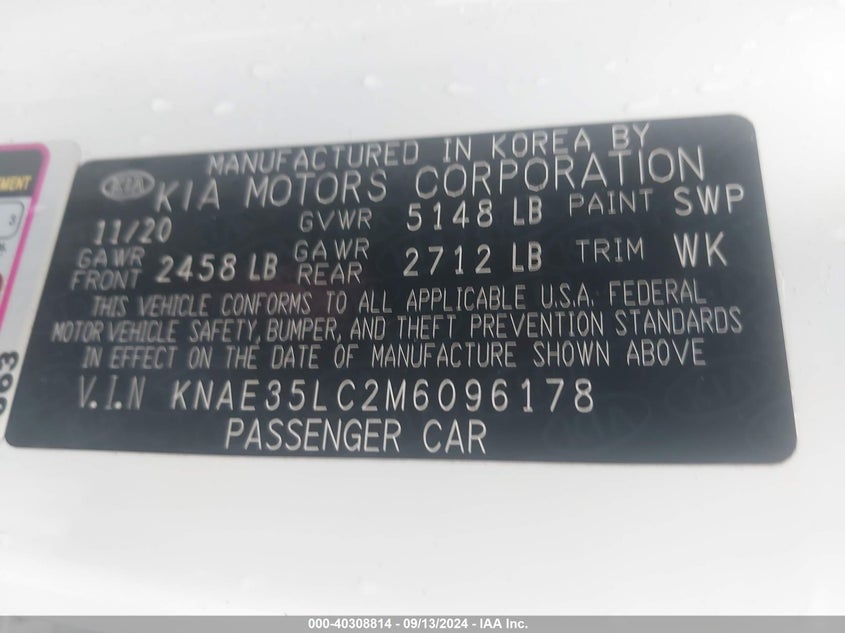 MANUFACTURED IN KOREA BY
KIA KIA MOTORS CORPORATION
11/20 GVWR 5148 LB PAINT SWP
GAWR FRONT 2458 LB GAWR REAR 2712 LB TRIM WK
THIS VEHICLE CONFORMS TO ALL APPLICABLE U.S.A. FEDERAL
MOTOR VEHICLE SAFETY, BUMPER, AND THEFT PREVENTION STANDARDS
IN EFFECT ON THE DATE OF MANUFACTURE SHOWN ABOVE
V.I.N KNAE35LC2M6096178
PASSENGER CAR
3
000-40308814 - 09/13/2024 - IAA Inc.